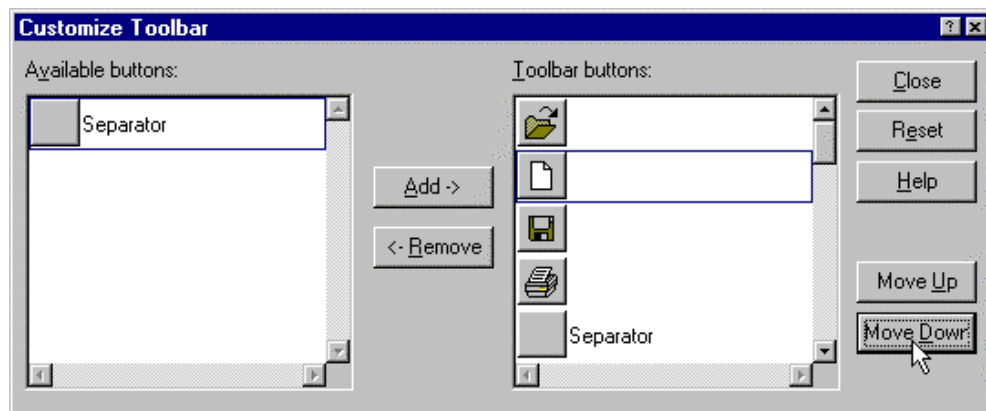 Customize Toolbar
Available buttons:
Separator
Add ->
<- Remove
Toolbar buttons:
Separator
Close
Reset
Help
Move Up
Move Down